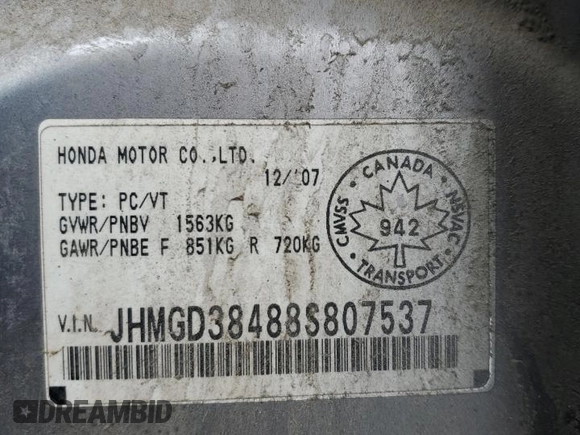 HONDA MOTOR CO.,LTD.
12/'07
TYPE: PC/VT
GVWR/PNBV 1563KG
GAWR/PNBE F 851KG R 720KG
CANADA
CMVSS
942
NSVAC
TRANSPORT
V.I.N. JHMGD38488S807537
DREAMBID